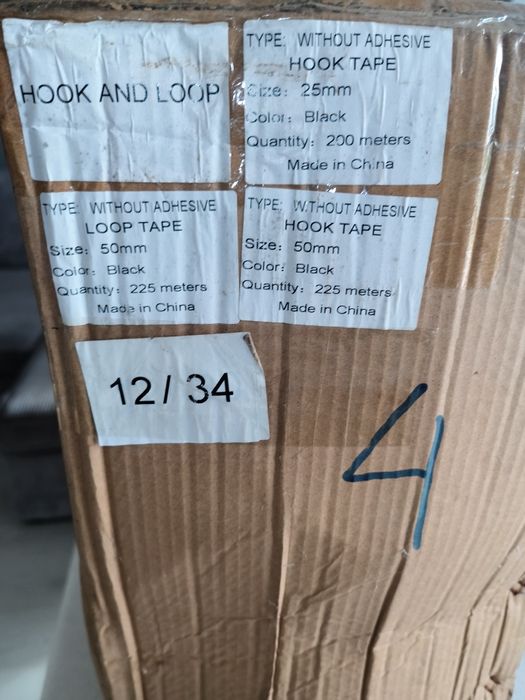 HOOK AND LOOP
TYPE: WITHOUT ADHESIVE
HOOK TAPE
Size: 25mm
Color: Black
Quantity: 200 meters
Made in China
TYPE: WITHOUT ADHESIVE
LOOP TAPE
Size: 50mm
Color: Black
Quantity: 225 meters
Made in China
TYPE: WITHOUT ADHESIVE
HOOK TAPE
Size: 50mm
Color: Black
Quantity: 225 meters
Made in China
12/ 34
4